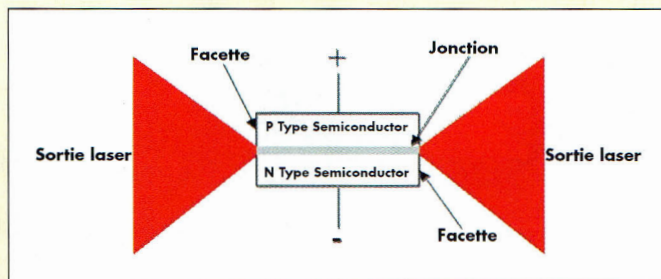 Facette
+
Jonction
P Type Semiconductor
Sortie laser
Sortie laser
N Type Semiconductor
-
Facette